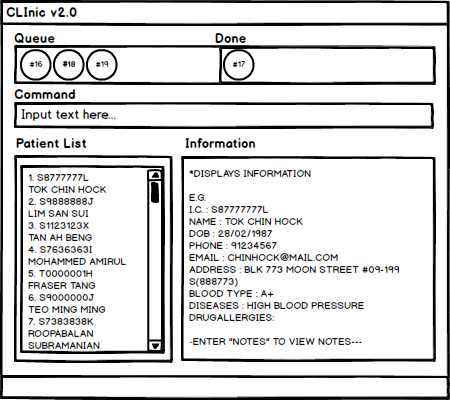 CLInic v2.0
Queue
Done
#16
#18
#19
#17
Command
Input text here...
Patient List
Information
1. S8777777L
TOK CHIN HOCK
2. S9888888J
LIM SAN SUI
3. S1123123X
TAN AH BENG
4. S7636363I
MOHAMMED AMIRUL
5. T0000001H
FRASER TANG
6. S9000000J
TEO MING MING
7. S7383838K
ROOPABALAN
SUBRAMANIAN
*DISPLAYS INFORMATION
E.G.
I.C. : S87777777L
NAME : TOK CHIN HOCK
DOB : 28/02/1987
PHONE : 91234567
EMAIL : CHINHOCK@MAIL.COM
ADDRESS : BLK 773 MOON STREET #09-199
S(888773)
BLOOD TYPE : A+
DISEASES : HIGH BLOOD PRESSURE
DRUGALLERGIES:
-ENTER "NOTES" TO VIEW NOTES---